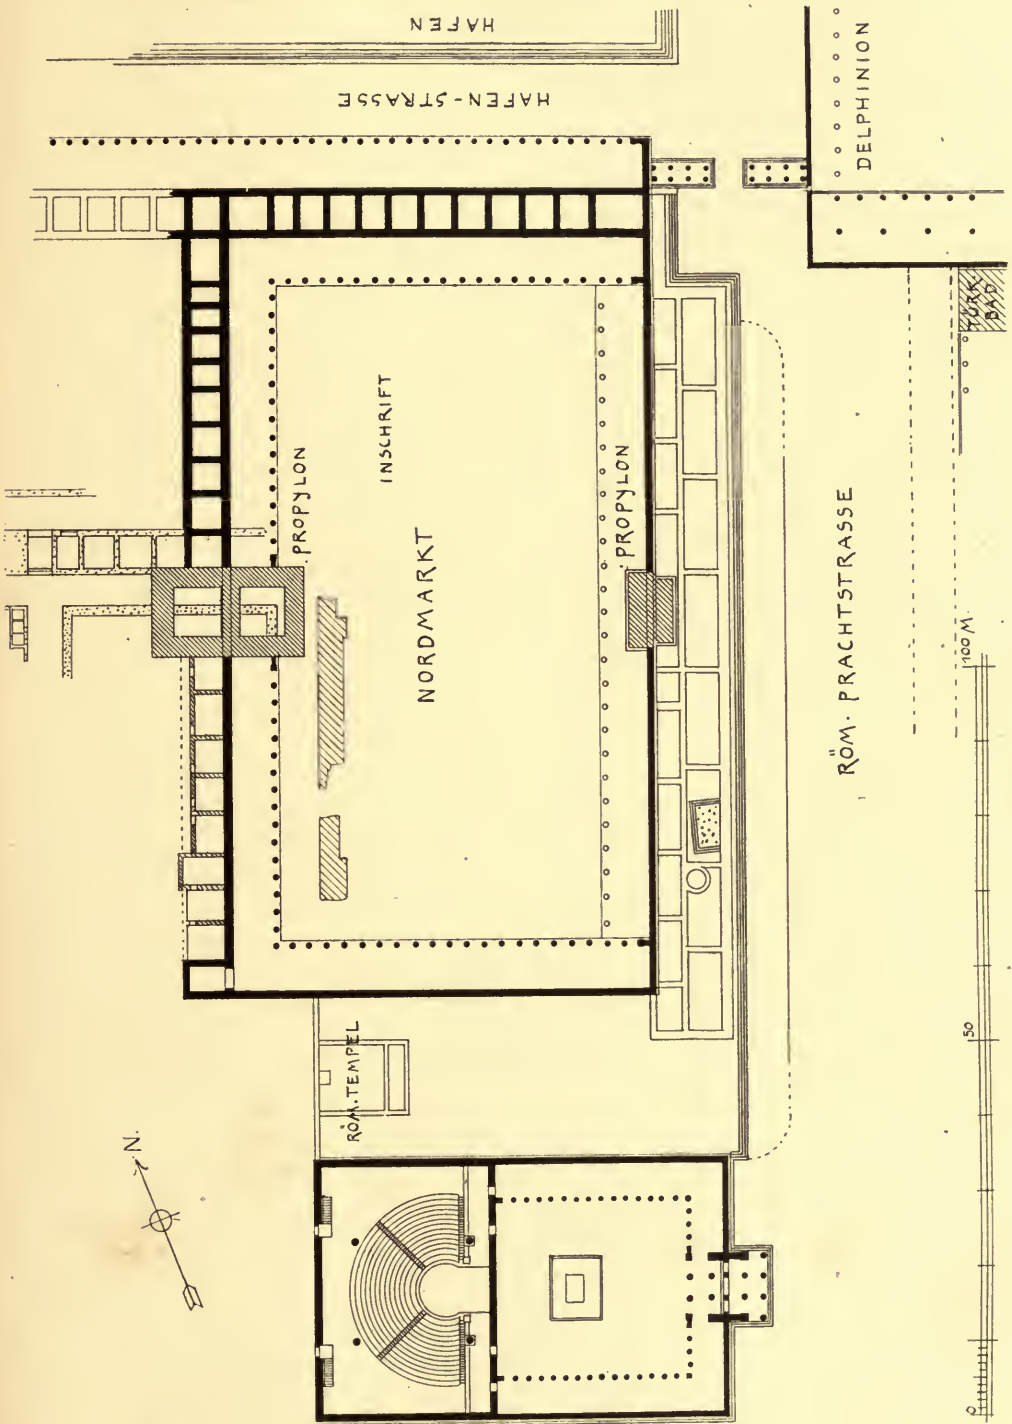 HAFEN
HAFEN-STRASSE
DELPHINION
TÜRK.
BAD
PROPYLON
INSCHRIFT
NORDMARKT
PROPYLON
RÖM. PRACHTSTRASSE
RÖM. TEMPEL
N.
0
50
100 M.